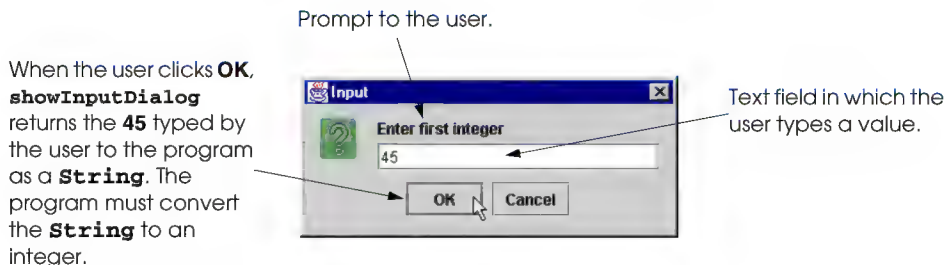 Prompt to the user.
When the user clicks OK,
showInputDialog
returns the 45 typed by
the user to the program
as a String. The
program must convert
the String to an
integer.
Input
Enter first integer
45
OK
Cancel
Text field in which the
user types a value.